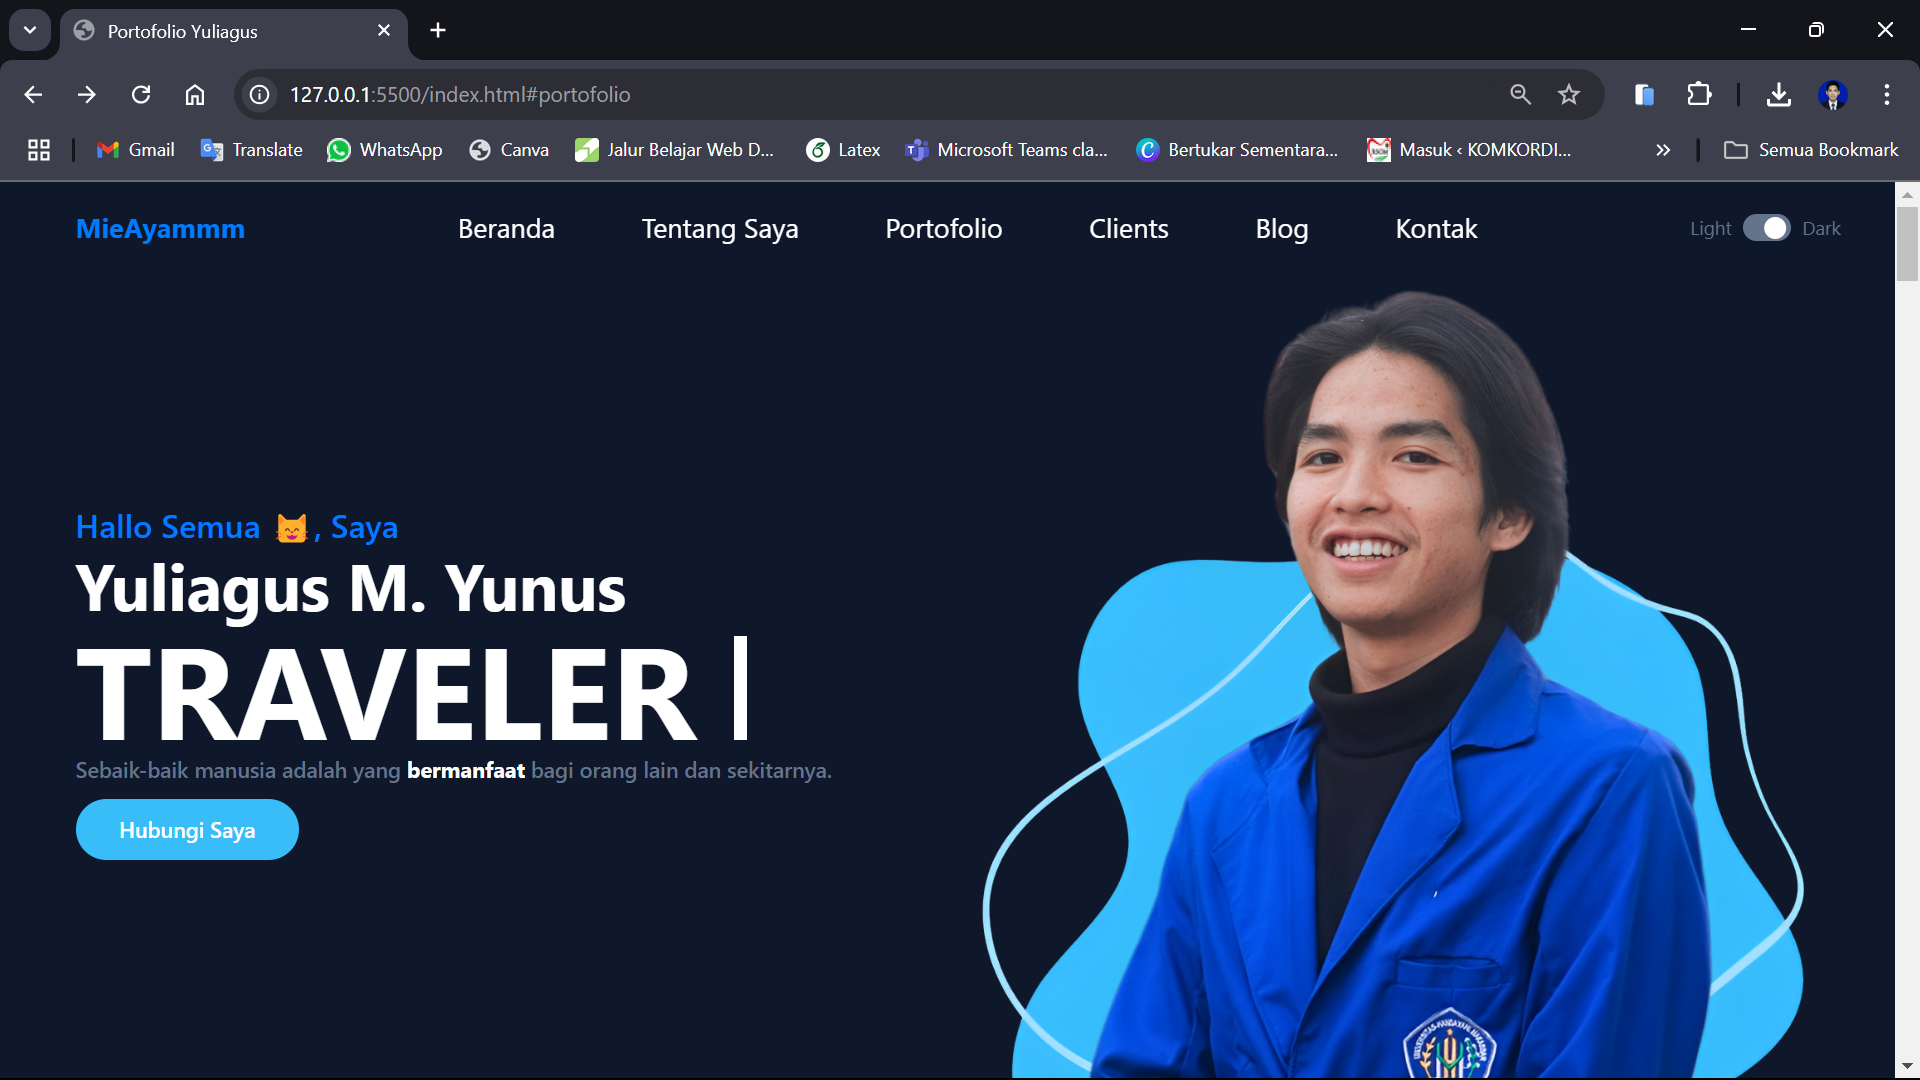 Portofolio Yuliagus
127.0.0.1:5500/index.html#portofolio
Gmail Translate WhatsApp Canva Jalur Belajar Web D... Latex Microsoft Teams cla... Bertukar Sementara... Masuk ‹ KOMKORDI... » Semua Bookmark
MieAyammm Beranda Tentang Saya Portofolio Clients Blog Kontak Light Dark
Hallo Semua 😸, Saya
Yuliagus M. Yunus
TRAVELER |
Sebaik-baik manusia adalah yang bermanfaat bagi orang lain dan sekitarnya.
Hubungi Saya